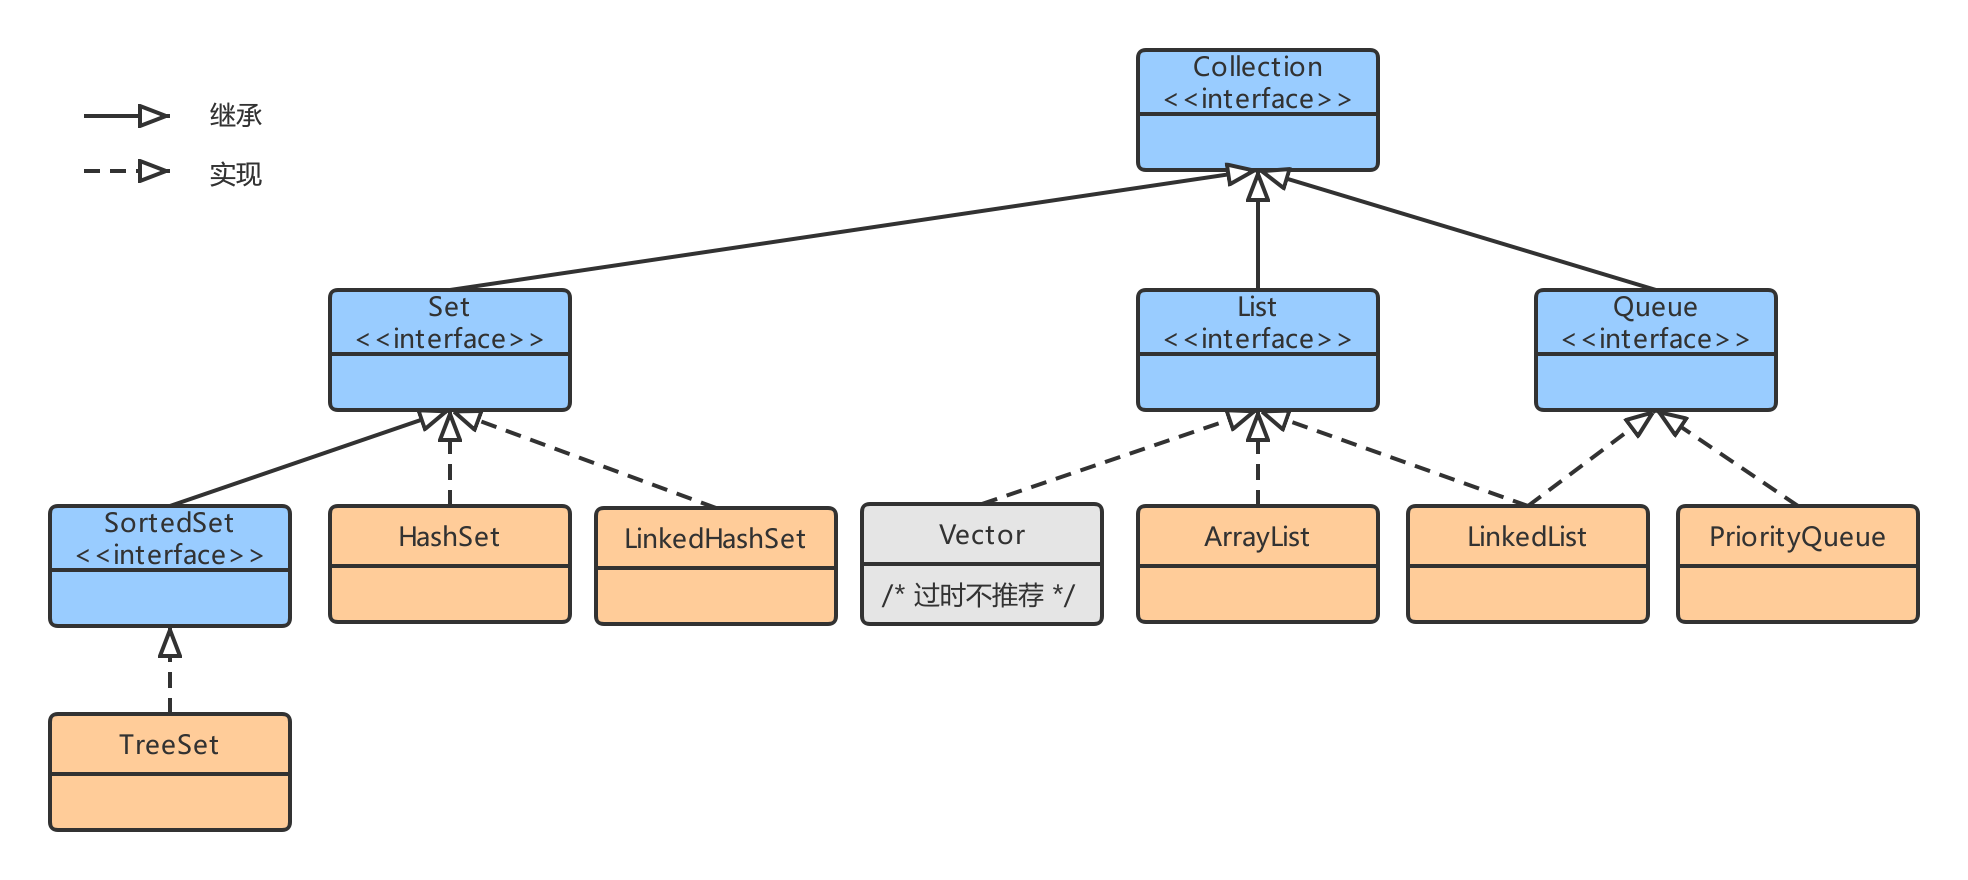 Collection
<<interface>>
继承
实现
Set
<<interface>>
List
<<interface>>
Queue
<<interface>>
SortedSet
<<interface>>
HashSet
LinkedHashSet
Vector
/* 过时不推荐 */
ArrayList
LinkedList
PriorityQueue
TreeSet